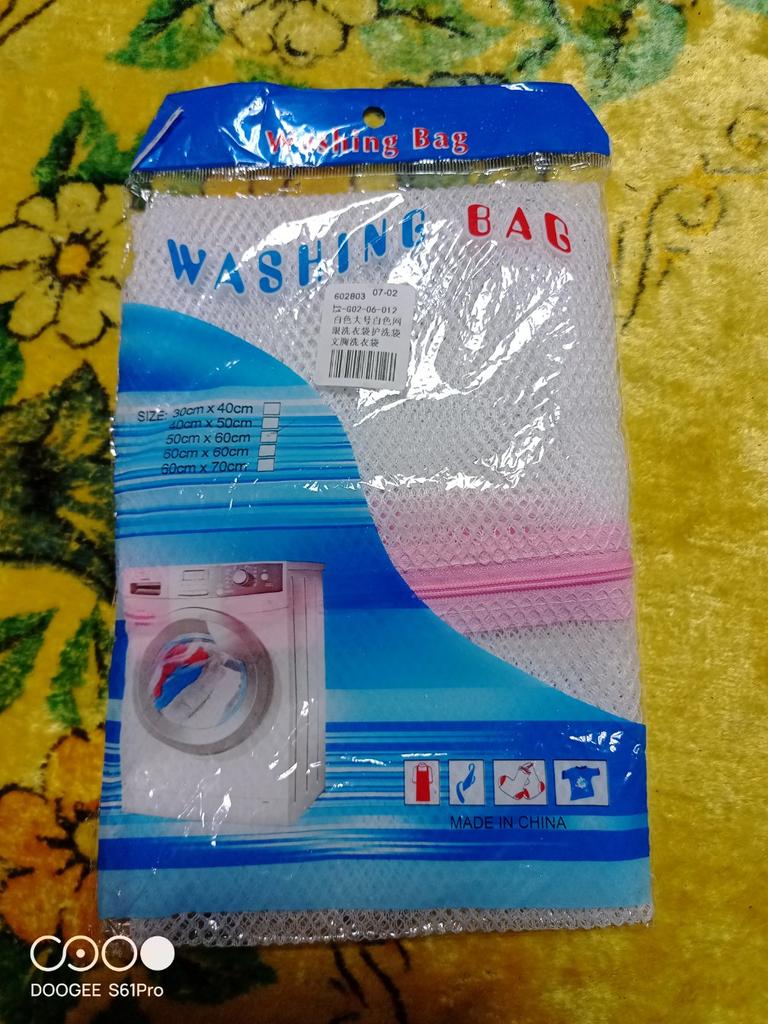 Washing Bag
WASHING BAG
602803 07-02
-G02-06-012
白色大号白色网
眼洗衣袋护洗袋
文胸洗衣袋
SIZE: 30cm x 40cm
40cm x 50cm
50cm x 60cm
60cm x 60cm
60cm x 70cm
MADE IN CHINA
DOOGEE S61Pro